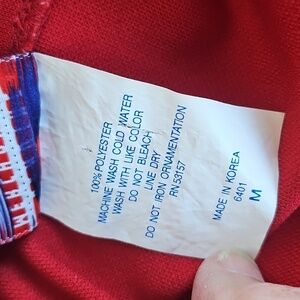 100% POLYESTER
MACHINE WASH COLD WATER
WASH WITH LIKE COLOR
DO NOT BLEACH
LINE DRY
DO NOT IRON ORNAMENTATION
RN 53157
MADE IN KOREA
6401
M